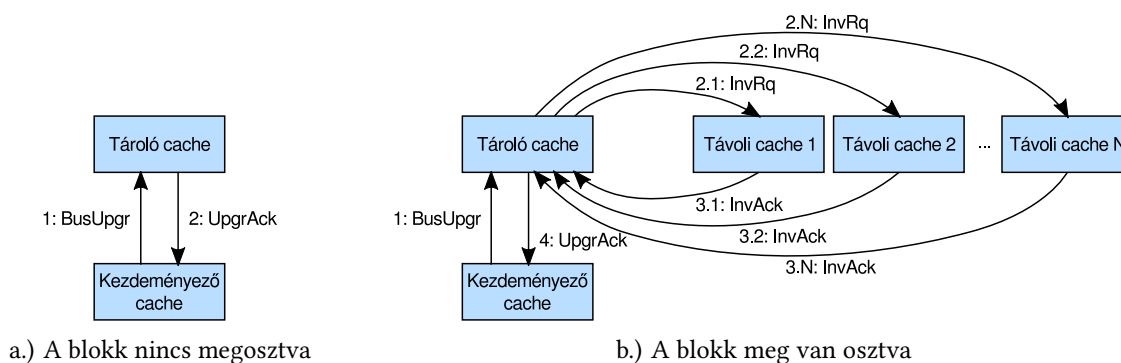 2.N: InvRq
2.2: InvRq
2.1: InvRq
Tároló cache
Tároló cache
Távoli cache 1
Távoli cache 2
...
Távoli cache N
1: BusUpgr
2: UpgrAck
1: BusUpgr
4: UpgrAck
3.1: InvAck
3.2: InvAck
3.N: InvAck
Kezdeményező
cache
Kezdeményező
cache
a.) A blokk nincs megosztva
b.) A blokk meg van osztva